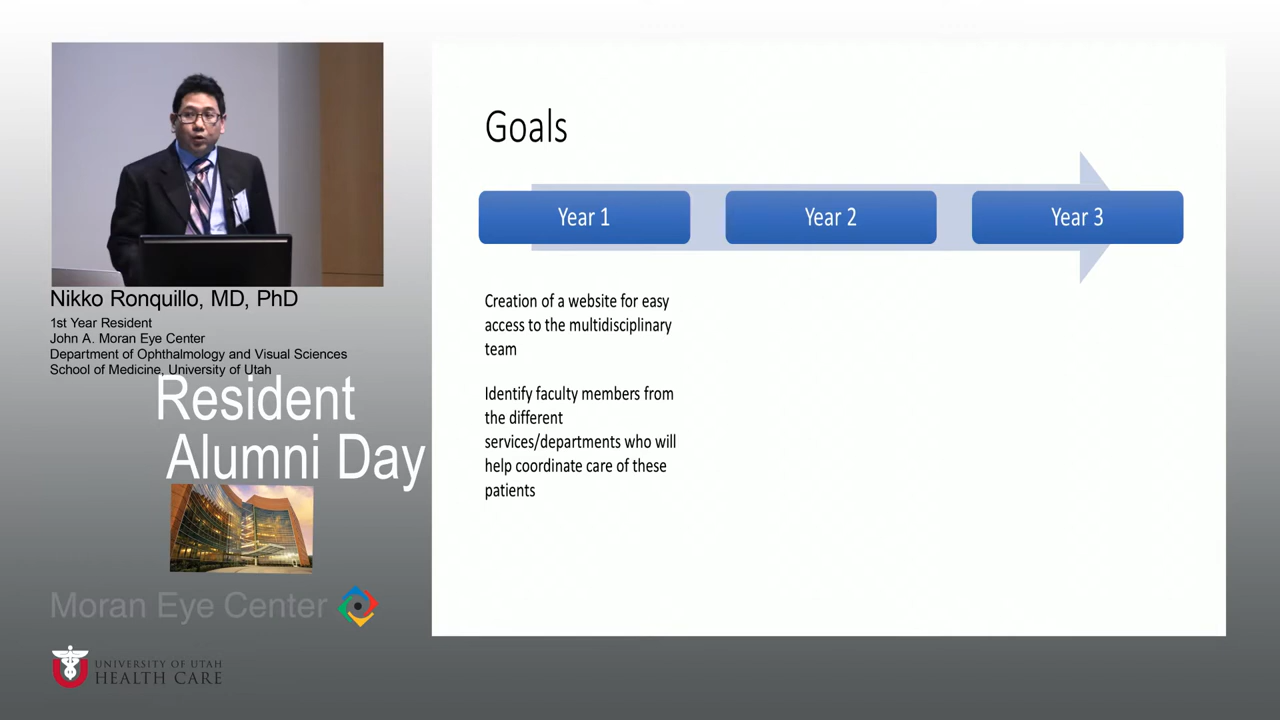 Nikko Ronquillo, MD, PhD
1st Year Resident
John A. Moran Eye Center
Department of Ophthalmology and Visual Sciences
School of Medicine, University of Utah
Resident
Alumni Day
Moran Eye Center
UNIVERSITY OF UTAH
HEALTH CARE
Goals
Year 1
Year 2
Year 3
Creation of a website for easy
access to the multidisciplinary
team
Identify faculty members from
the different
services/departments who will
help coordinate care of these
patients